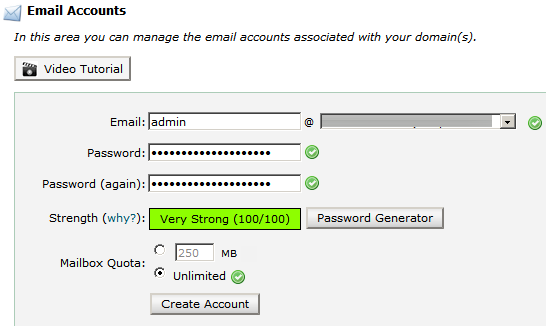 Email Accounts
In this area you can manage the email accounts associated with your domain(s).
Video Tutorial
Email: admin @
Password: •••••••••••••••••••
Password (again): •••••••••••••••••••
Strength (why?): Very Strong (100/100) Password Generator
250 MB
Mailbox Quota:
Unlimited
Create Account